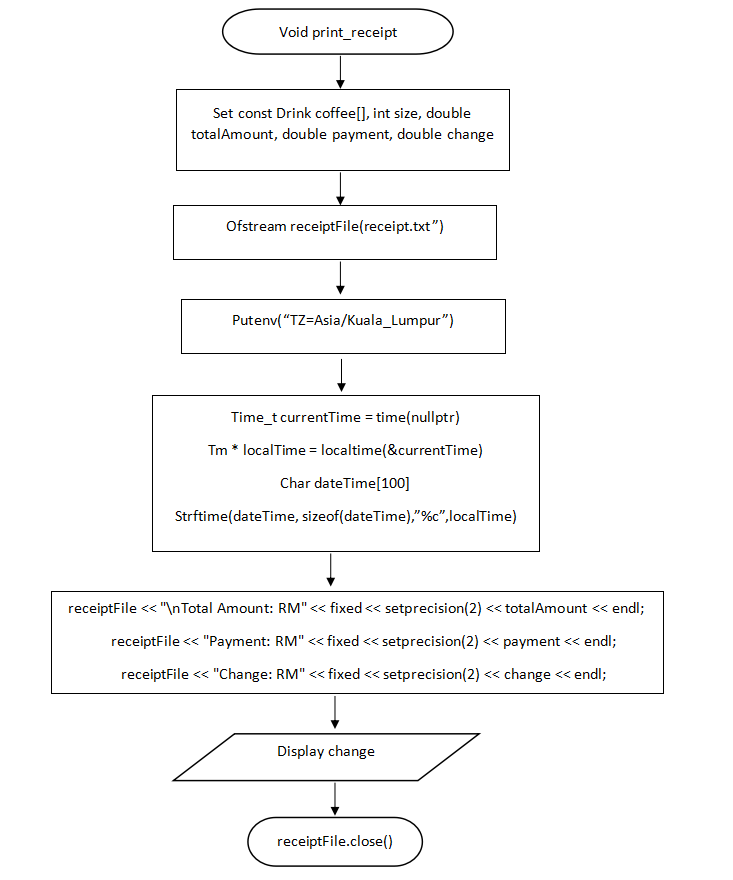 Void print_receipt
Set const Drink coffee[], int size, double
totalAmount, double payment, double change
Ofstream receiptFile(receipt.txt”)
Putenv(“TZ=Asia/Kuala_Lumpur”)
Time_t currentTime = time(nullptr)
Tm * localTime = localtime(&currentTime)
Char dateTime[100]
Strftime(dateTime, sizeof(dateTime),”%c”,localTime)
receiptFile << "\nTotal Amount: RM" << fixed << setprecision(2) << totalAmount << endl;
receiptFile << "Payment: RM" << fixed << setprecision(2) << payment << endl;
receiptFile << "Change: RM" << fixed << setprecision(2) << change << endl;
Display change
receiptFile.close()